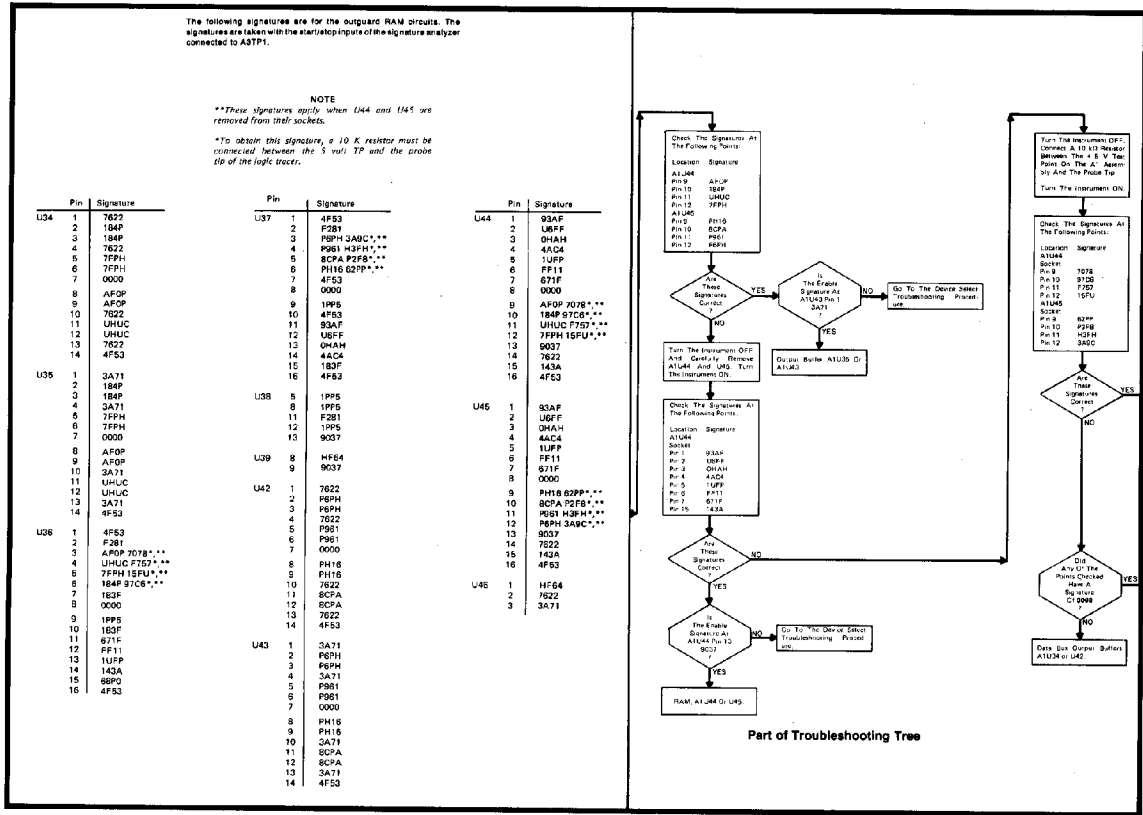 The following signatures are for the outguard RAM circuits. The
signatures are taken with the start/stop inputs of the signature analyzer
connected to A3TP1.
NOTE
**These signatures apply when U44 and U45 are
removed from their sockets.
*To obtain this signature, a 10 K resistor must be
connected between the 5 volt TP and the probe
tip of the logic tracer.
Pin Signature
U34 1 7622
2 184P
3 184P
4 7622
5 7FPH
6 7FPH
7 0000
8 AF0P
9 AF0P
10 7622
11 UHUC
12 UHUC
13 7622
14 4F53
U35 1 3A71
2 184P
3 184P
4 3A71
5 7FPH
6 7FPH
7 0000
8 AF0P
9 AF0P
10 3A71
11 UHUC
12 UHUC
13 3A71
14 4F53
U36 1 4F53
2 F281
3 AF0P 7078*,**
4 UHUC F757*,**
5 7FPH 15FU*,**
6 184P 97C6*,**
7 183F
8 0000
9 1PP5
10 183F
11 671F
12 FF11
13 1UFP
14 143A
15 68P0
16 4F53
Pin Signature
U37 1 4F53
2 F281
3 P6PH 3A9C*,**
4 P961 H3FH*,**
5 8CPA P2F8*,**
6 PH16 62PP*,**
7 4F53
8 0000
9 1PP5
10 4F53
11 93AF
12 U6FF
13 0HAH
14 4AC4
15 183F
16 4F53
U38 5 1PP5
8 1PP5
11 F281
12 1PP5
13 9037
U39 8 HF64
9 9037
U42 1 7622
2 P6PH
3 P6PH
4 7622
5 P961
6 P961
7 0000
8 PH16
9 PH16
10 7622
11 8CPA
12 8CPA
13 7622
14 4F53
U43 1 3A71
2 P6PH
3 P6PH
4 3A71
5 P961
6 P961
7 0000
8 PH16
9 PH16
10 3A71
11 8CPA
12 8CPA
13 3A71
14 4F53
Pin Signature
U44 1 93AF
2 U6FF
3 0HAH
4 4AC4
5 1UFP
6 FF11
7 671F
8 0000
9 AF0P 7078*,**
10 184P 97C6*,**
11 UHUC F757*,**
12 7FPH 15FU*,**
13 9037
14 7622
15 143A
16 4F53
U45 1 93AF
2 U6FF
3 0HAH
4 4AC4
5 1UFP
6 FF11
7 671F
8 0000
9 PH16 62PP*,**
10 8CPA P2F8*,**
11 P961 H3FH*,**
12 P6PH 3A9C*,**
13 9037
14 7622
15 143A
16 4F53
U46 1 HF64
2 7622
3 3A71
Check The Signatures At
The Following Points:
Location Signature
A1U44
Pin 9 AF0P
Pin 10 184P
Pin 11 UHUC
Pin 12 7FPH
A1U45
Pin 9 PH16
Pin 10 8CPA
Pin 11 P961
Pin 12 P6PH
Are
These
Signatures
Correct
?
YES
NO
Is
The Enable
Signature At
A1U43 Pin 1
3A71
?
NO
YES
Go To The Device Select
Troubleshooting Proced-
ure.
Output Buffer A1U35 Or
A1U43
Turn The Instrument OFF
And Carefully Remove
A1U44 And U45. Turn
The Instrument ON.
Check The Signatures At
The Following Points:
Location Signature
A1U44
Socket
Pin 1 93AF
Pin 2 U6FF
Pin 3 0HAH
Pin 4 4AC4
Pin 5 1UFP
Pin 6 FF11
Pin 7 671F
Pin 15 143A
Are
These
Signatures
Correct
?
NO
YES
Is
The Enable
Signature At
A1U44 Pin 13
9037
?
NO
YES
Go To The Device Select
Troubleshooting Proced-
ure.
RAM, A1U44 Or U45.
Turn The Instrument OFF.
Connect A 10 kΩ Resistor
Between The + 5 V Test
Point On The A1 Assem-
bly And The Probe Tip
Turn The Instrument ON.
Check The Signatures At
The Following Points:
Location Signature
A1U44
Socket
Pin 9 7078
Pin 10 97C6
Pin 11 F757
Pin 12 15FU
A1U45
Socket
Pin 9 62PP
Pin 10 P2F8
Pin 11 H3FH
Pin 12 3A9C
Are
These
Signatures
Correct
?
YES
NO
Did
Any Of The
Points Checked
Have A
Signature
Of 0000
?
YES
NO
Data Bus Output Buffers
A1U34 or U42.
Part of Troubleshooting Tree